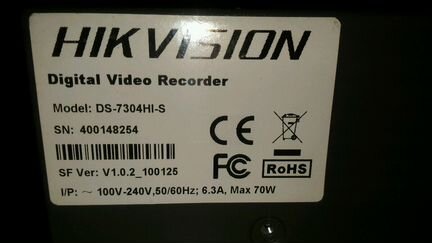 HIKVISION
Digital Video Recorder
Model: DS-7304HI-S
SN: 400148254
SF Ver: V1.0.2_100125
CE
FC
RoHS
I/P: ~ 100V-240V,50/60Hz; 6.3A, Max 70W